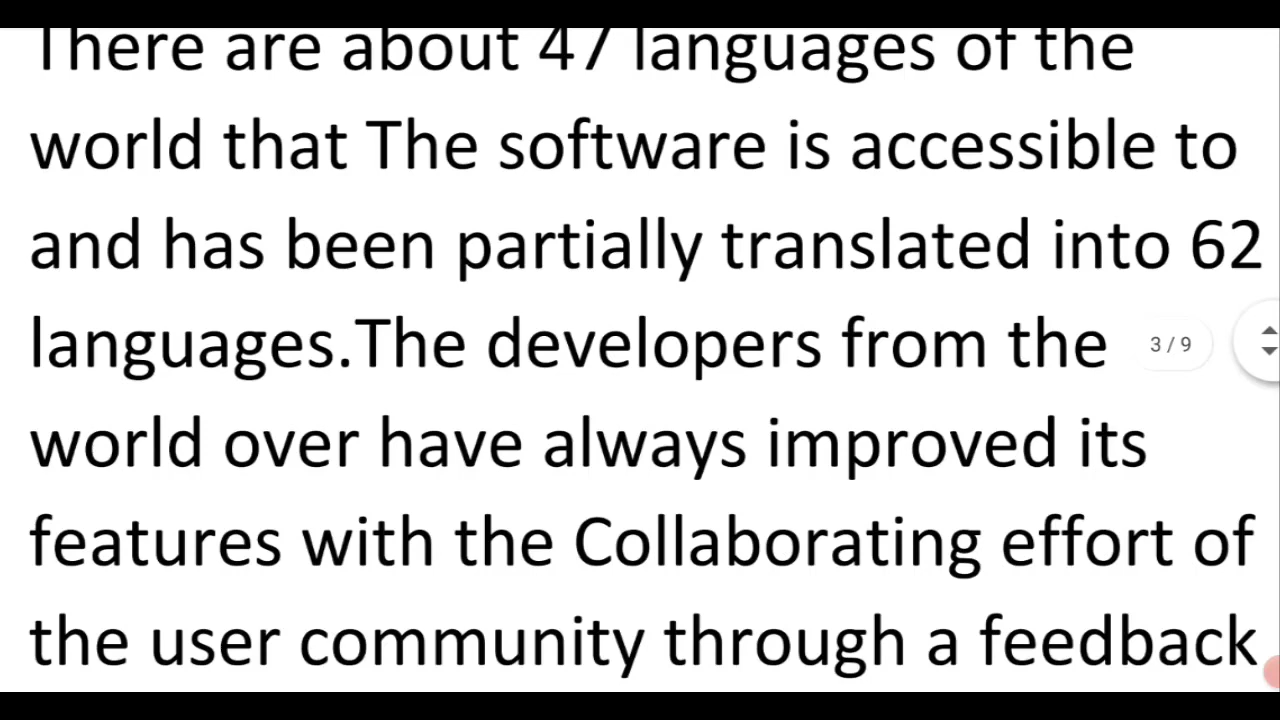 There are about 47 languages of the
world that The software is accessible to
and has been partially translated into 62
languages.The developers from the
3 / 9
world over have always improved its
features with the Collaborating effort of
the user community through a feedback